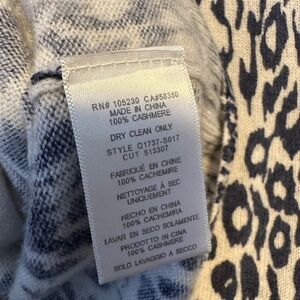 RN# 105230 CA#58350
MADE IN CHINA
100% CASHMERE
DRY CLEAN ONLY
STYLE Q1737-S017
CUT 513307
FABRIQUÉ EN CHINE
100% CACHEMIRE
NETTOYAGE À SEC
UNIQUEMENT
HECHO EN CHINA
100% CACHEMIRA
LAVAR EN SECO SOLAMENTE
PRODOTTO IN CINA
100% CASHMERE
SOLO LAVAGGIO A SECCO